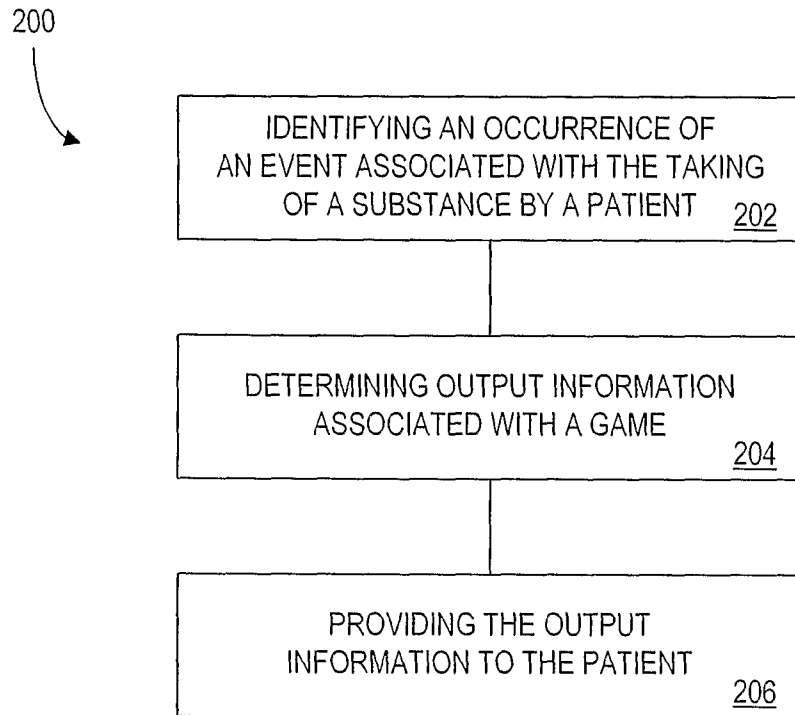 200
IDENTIFYING AN OCCURRENCE OF
AN EVENT ASSOCIATED WITH THE TAKING
OF A SUBSTANCE BY A PATIENT
202
DETERMINING OUTPUT INFORMATION
ASSOCIATED WITH A GAME
204
PROVIDING THE OUTPUT
INFORMATION TO THE PATIENT
206